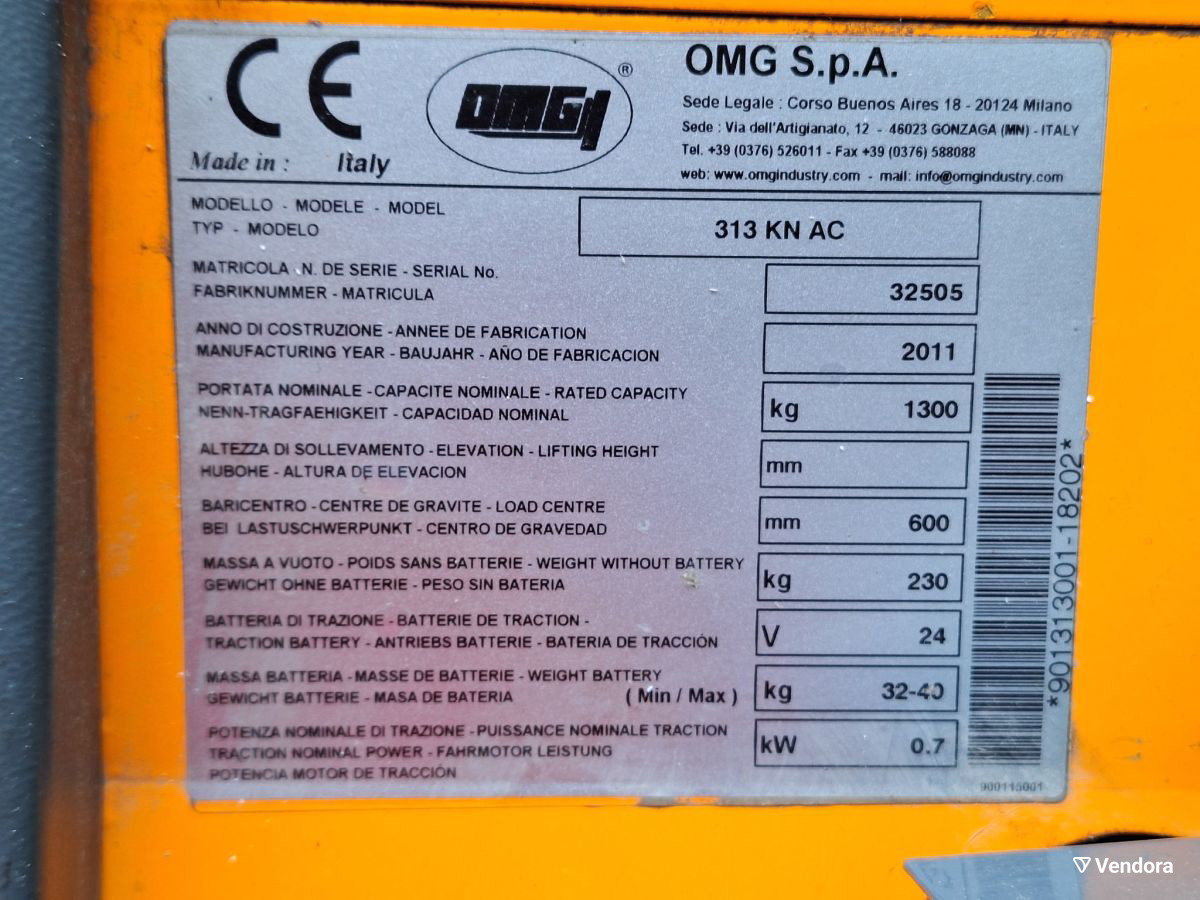 CE
OMG
®
Made in : Italy
OMG S.p.A.
Sede Legale : Corso Buenos Aires 18 - 20124 Milano
Sede : Via dell'Artigianato, 12 - 46023 GONZAGA (MN) - ITALY
Tel. +39 (0376) 526011 - Fax +39 (0376) 588088
web: www.omgindustry.com - mail: info@omgindustry.com
MODELLO - MODELE - MODEL
TYP - MODELO
313 KN AC
MATRICOLA . N. DE SERIE - SERIAL No.
FABRIKNUMMER - MATRICULA
32505
ANNO DI COSTRUZIONE - ANNEE DE FABRICATION
MANUFACTURING YEAR - BAUJAHR - AÑO DE FABRICACION
2011
PORTATA NOMINALE - CAPACITE NOMINALE - RATED CAPACITY
NENN-TRAGFAEHIGKEIT - CAPACIDAD NOMINAL
kg 1300
ALTEZZA DI SOLLEVAMENTO - ELEVATION - LIFTING HEIGHT
HUBOHE - ALTURA DE ELEVACION
mm
BARICENTRO - CENTRE DE GRAVITE - LOAD CENTRE
BEI LASTUSCHWERPUNKT - CENTRO DE GRAVEDAD
mm 600
MASSA A VUOTO - POIDS SANS BATTERIE - WEIGHT WITHOUT BATTERY
GEWICHT OHNE BATTERIE - PESO SIN BATERIA
kg 230
BATTERIA DI TRAZIONE - BATTERIE DE TRACTION -
TRACTION BATTERY - ANTRIEBS BATTERIE - BATERIA DE TRACCIÓN
V 24
MASSA BATTERIA - MASSE DE BATTERIE - WEIGHT BATTERY
GEWICHT BATTERIE - MASA DE BATERIA ( Min / Max )
kg 32-40
POTENZA NOMINALE DI TRAZIONE - PUISSANCE NOMINALE TRACTION
TRACTION NOMINAL POWER - FAHRMOTOR LEISTUNG
POTENCIA MOTOR DE TRACCIÓN
kW 0.7
*901313001-18202*
900115001
Vendora